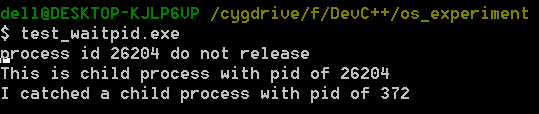 dell@DESKTOP-KJLP6UP /cygdrive/f/DevC++/os_experiment
$ test_waitpid.exe
process id 26204 do not release
This is child process with pid of 26204
I catched a child process with pid of 372